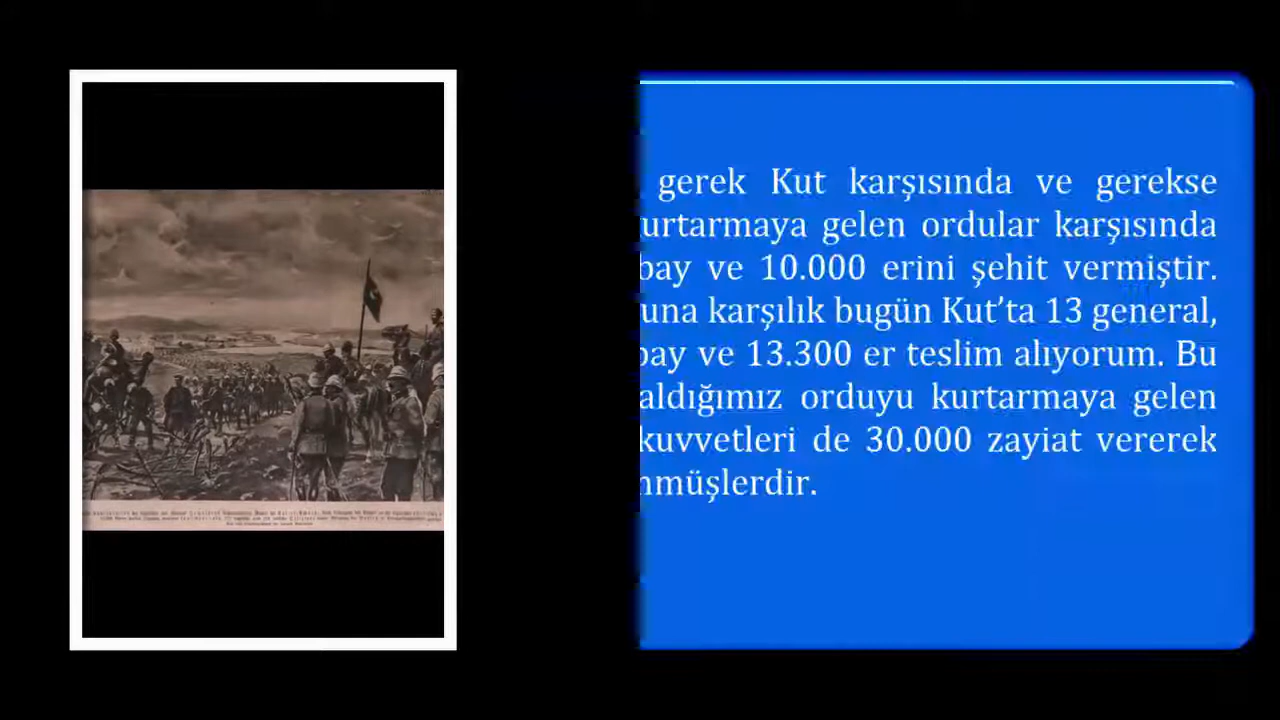 gerek Kut karşısında ve gerekse
urtarmaya gelen ordular karşısında
bay ve 10.000 erini şehit vermiştir.
una karşılık bugün Kut’ta 13 general,
bay ve 13.300 er teslim alıyorum. Bu
aldığımız orduyu kurtarmaya gelen
kuvvetleri de 30.000 zayiat vererek
nmüşlerdir.